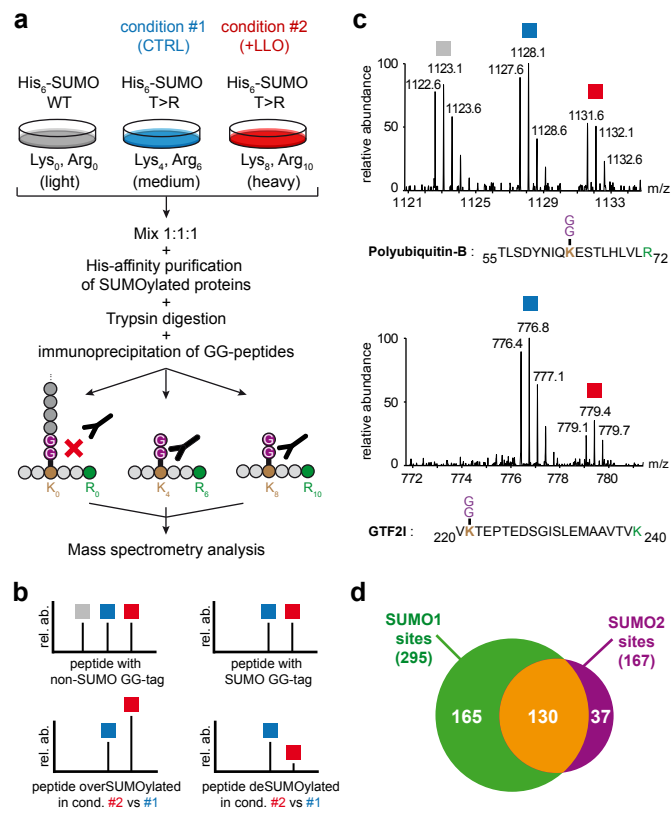 a
condition #1
(CTRL)
condition #2
(+LLO)
His6-SUMO
WT
His6-SUMO
T>R
His6-SUMO
T>R
Lys0, Arg0
(light)
Lys4, Arg6
(medium)
Lys8, Arg10
(heavy)
Mix 1:1:1
+
His-affinity purification
of SUMOylated proteins
+
Trypsin digestion
+
immunoprecipitation of GG-peptides
G
G
K0
R0
G
G
K4
R6
G
G
K8
R10
Mass spectrometry analysis
b
rel. ab.
peptide with
non-SUMO GG-tag
rel. ab.
peptide with
SUMO GG-tag
rel. ab.
peptide overSUMOylated
in cond. #2 vs #1
rel. ab.
peptide deSUMOylated
in cond. #2 vs #1
c
relative abundance
100
50
0
1122.6
1123.1
1123.6
1127.6
1128.1
1128.6
1131.6
1132.1
1132.6
m/z
1121
1125
1129
1133
G
G
Polyubiquitin-B : 55TLSDYNIQKESTLHLVLR72
relative abundance
100
50
0
776.4
776.8
777.1
779.1
779.4
779.7
772
774
776
778
780
m/z
G
G
GTF2I : 220VKTEPTEDSGISLEMAAVTVK240
d
SUMO1
sites
(295)
SUMO2
sites
(167)
165
130
37